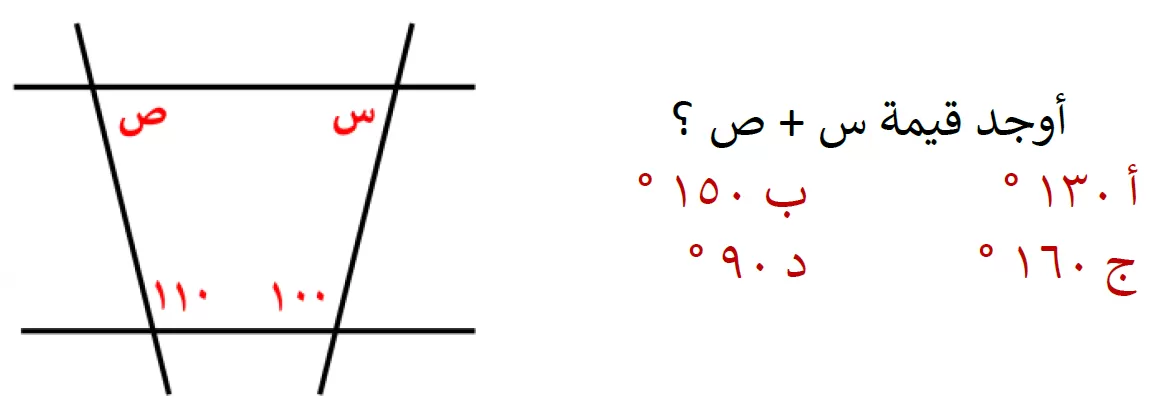 أوجد قيمة س + ص ؟
أ ١٣٠ ° ب ١٥٠ °
ج ١٦٠ ° د ٩٠ °
س ص
١٠٠ ١١٠